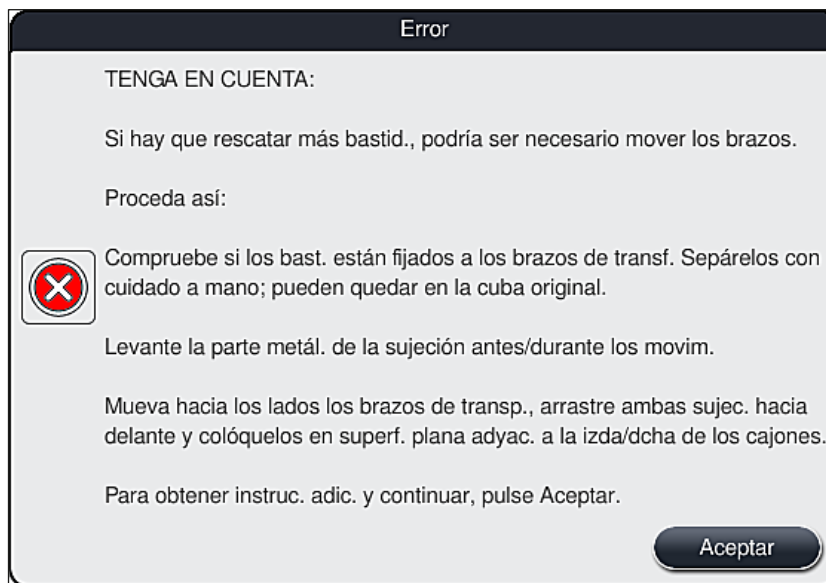 Error
TENGA EN CUENTA:
Si hay que rescatar más bastid., podría ser necesario mover los brazos.
Proceda así:
Compruebe si los bast. están fijados a los brazos de transf. Sepárelos con
cuidado a mano; pueden quedar en la cuba original.
Levante la parte metál. de la sujeción antes/durante los movim.
Mueva hacia los lados los brazos de transp., arrastre ambas sujec. hacia
delante y colóquelos en superf. plana adyac. a la izda/dcha de los cajones.
Para obtener instruc. adic. y continuar, pulse Aceptar.
Aceptar